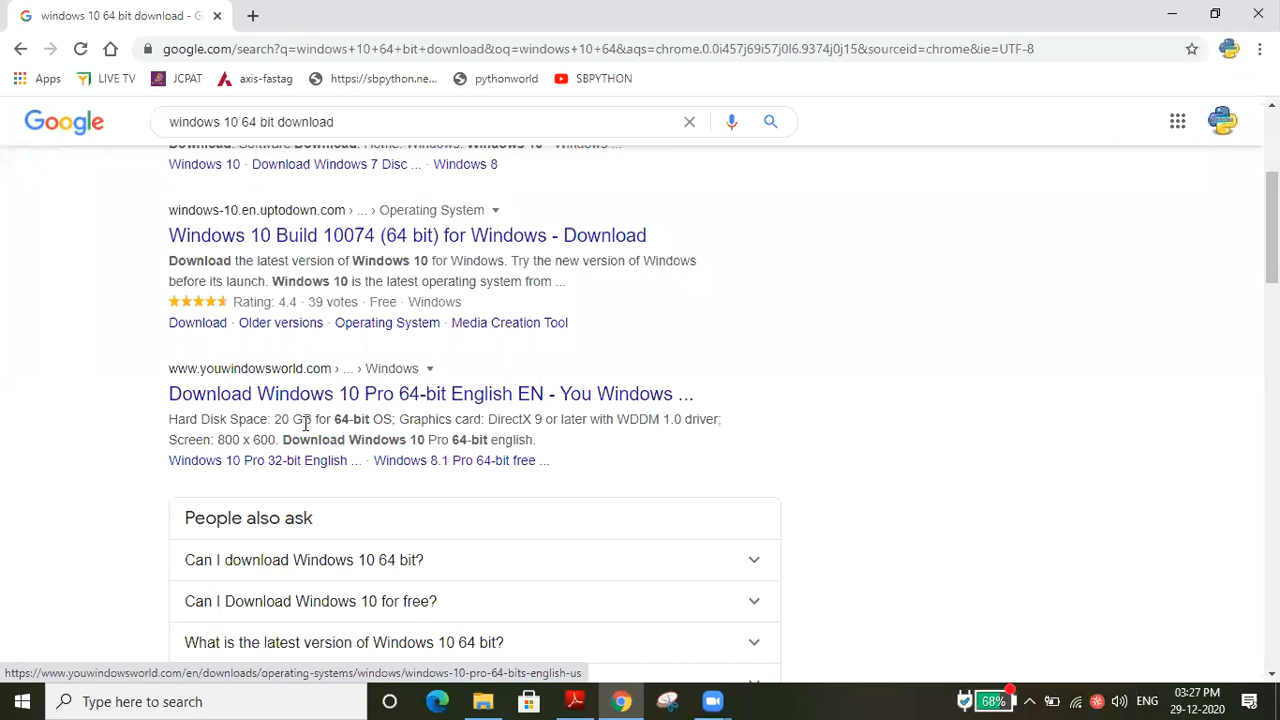 windows 10 64 bit download - G
google.com/search?q=windows+10+64+bit+download&oq=windows+10+64&aqs=chrome.0.0i457j69i57j0l6.9374j0j15&sourceid=chrome&ie=UTF-8
Apps LIVE TV JCPAT axis-fastag https://sbpython.ne... pythonworld SBPYTHON
Google windows 10 64 bit download
Download. Software Download. Home. Windows. Windows 10 · Windows ...
Windows 10 · Download Windows 7 Disc ... · Windows 8
windows-10.en.uptodown.com › ... › Operating System
Windows 10 Build 10074 (64 bit) for Windows - Download
Download the latest version of Windows 10 for Windows. Try the new version of Windows
before its launch. Windows 10 is the latest operating system from ...
Rating: 4.4 · 39 votes · Free · Windows
Download · Older versions · Operating System · Media Creation Tool
www.youwindowsworld.com › ... › Windows
Download Windows 10 Pro 64-bit English EN - You Windows ...
Hard Disk Space: 20 Gb for 64-bit OS; Graphics card: DirectX 9 or later with WDDM 1.0 driver;
Screen: 800 x 600. Download Windows 10 Pro 64-bit english.
Windows 10 Pro 32-bit English ... · Windows 8.1 Pro 64-bit free ...
People also ask
Can I download Windows 10 64 bit?
Can I Download Windows 10 for free?
What is the latest version of Windows 10 64 bit?
https://www.youwindowsworld.com/en/downloads/operating-systems/windows/windows-10-pro-64-bits-english-us
Type here to search
68%
ENG
03:27 PM
29-12-2020